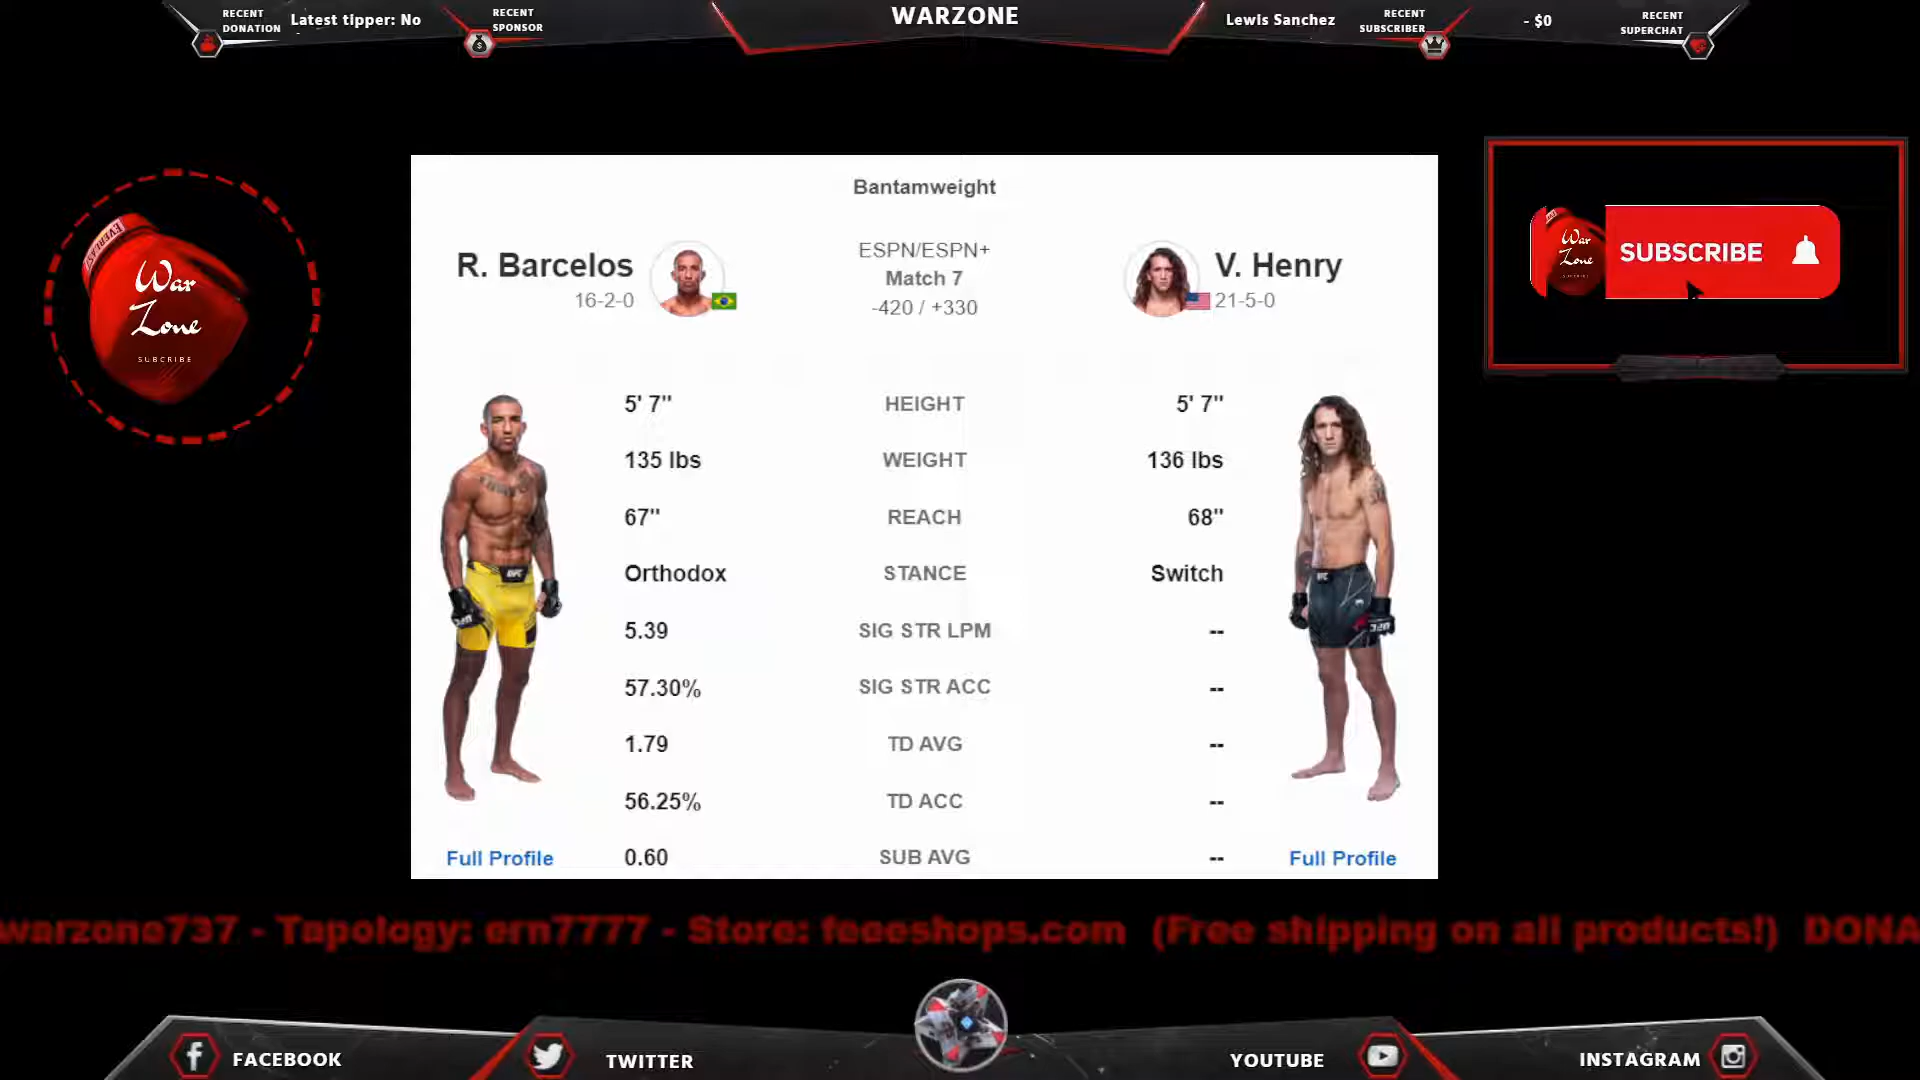 RECENT
DONATION
Latest tipper: No
RECENT
SPONSOR
WARZONE
Lewis Sanchez
RECENT
SUBSCRIBER
- $0
RECENT
SUPERCHAT
EVERLAST
War
Zone
SUBCRIBE
War
Zone
SUBSCRIBE
Bantamweight
R. Barcelos
16-2-0
ESPN/ESPN+
Match 7
-420 / +330
V. Henry
21-5-0
5' 7" HEIGHT 5' 7"
135 lbs WEIGHT 136 lbs
67" REACH 68"
Orthodox STANCE Switch
5.39 SIG STR LPM --
57.30% SIG STR ACC --
1.79 TD AVG --
56.25% TD ACC --
Full Profile 0.60 SUB AVG -- Full Profile
warzone737 - Tapology: ern7777 - Store: feeeshops.com (Free shipping on all products!) DONA
FACEBOOK
TWITTER
YOUTUBE
INSTAGRAM